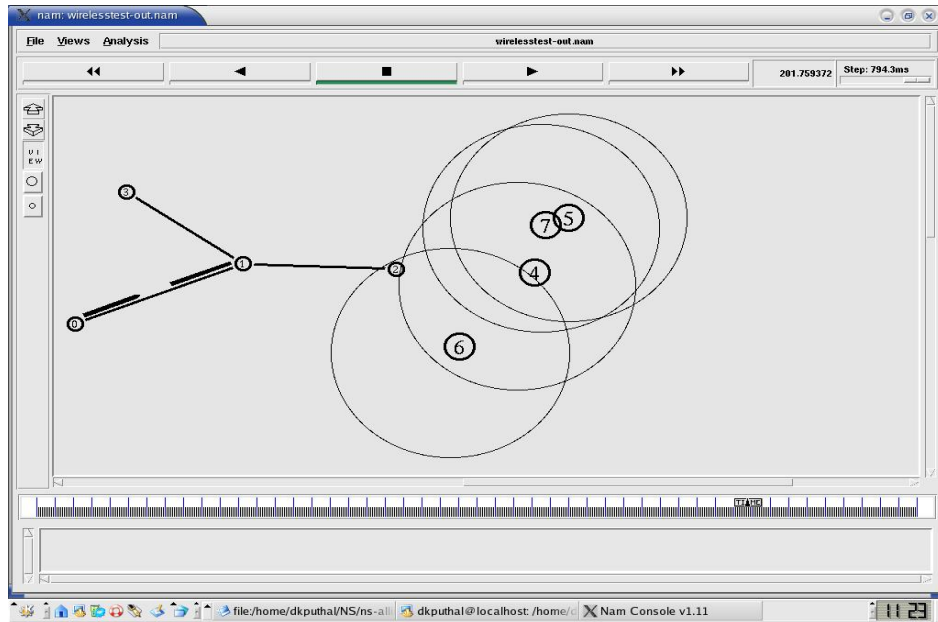 nam: wirelesstest-out.nam
File Views Analysis wirelesstest-out.nam
201.759372 Step: 794.3ms
V I
E W
3
5
7
1
2
4
0
6
TIME
file:/home/dkputhal/NS/ns-all dkputhal@localhost: /home/d Nam Console v1.11 11 23